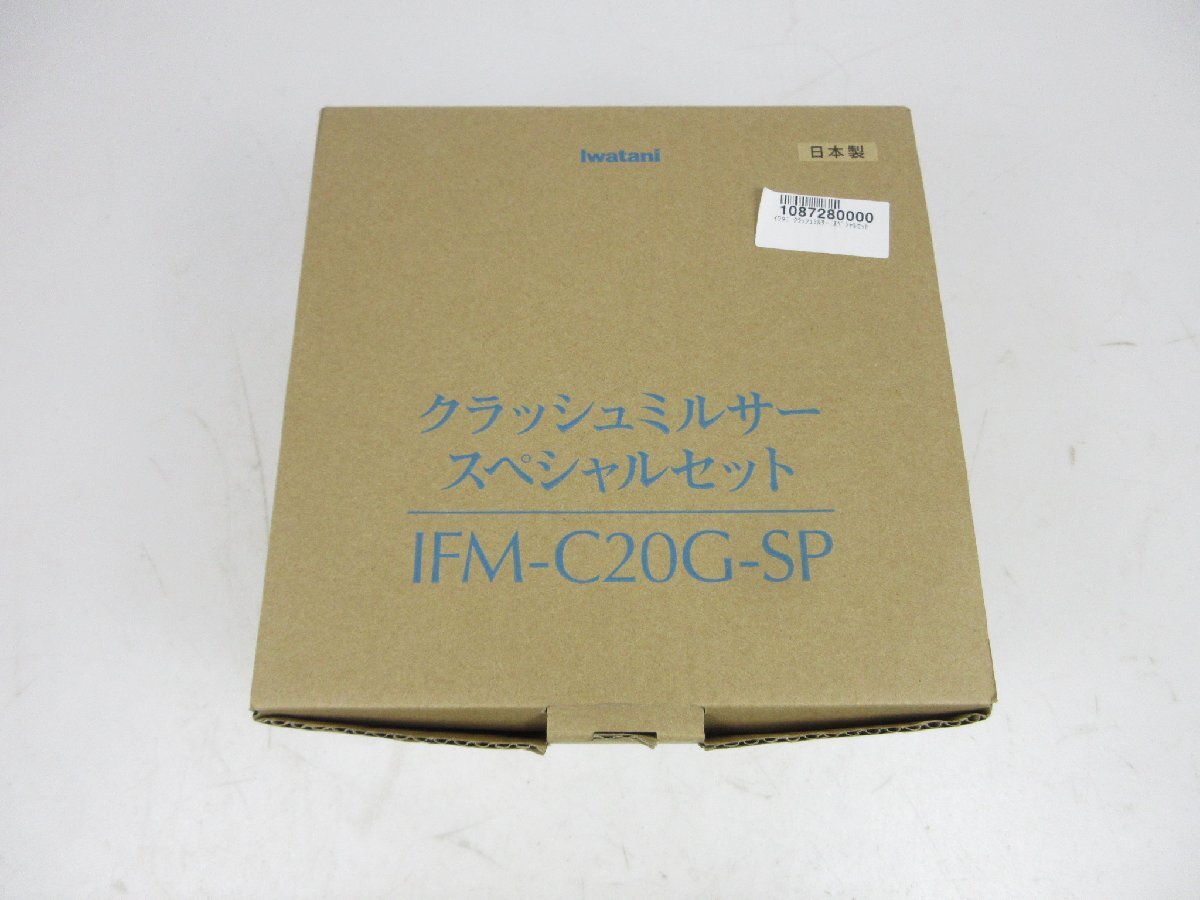 Iwatani
日本製
1087280000
クラッシュミルサー
スペシャルセット
IFM-C20G-SP